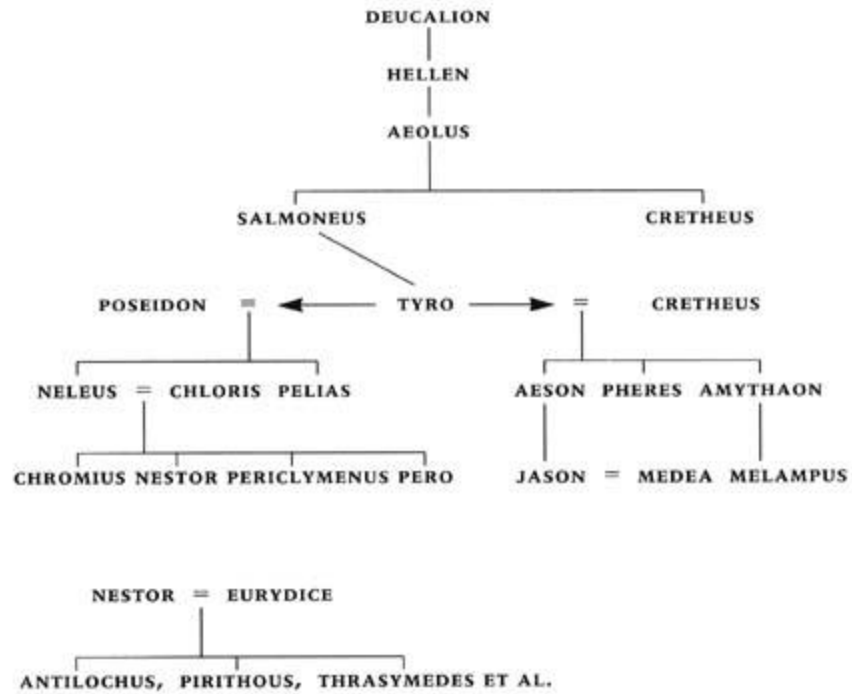 DEUCALION
HELLEN
AEOLUS
SALMONEUS CRETHEUS
POSEIDON = TYRO = CRETHEUS
NELEUS = CHLORIS PELIAS AESON PHERES AMYTHAON
CHROMIUS NESTOR PERICLYMENUS PERO JASON = MEDEA MELAMPUS
NESTOR = EURYDICE
ANTILOCHUS, PIRITHOUS, THRASYMEDES ET AL.